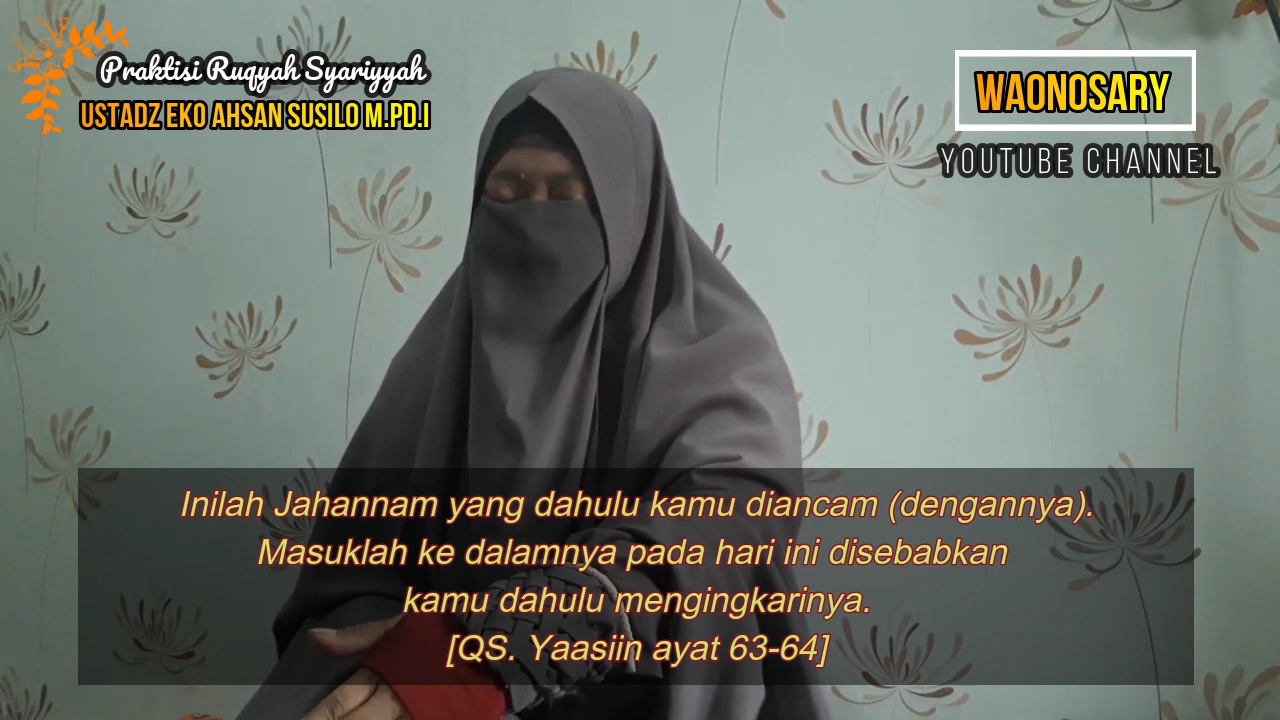 Praktisi Ruqyah Syariyyah
USTADZ EKO AHSAN SUSILO M.PD.I
WAONOSARY
YOUTUBE CHANNEL
Inilah Jahannam yang dahulu kamu diancam (dengannya).
Masuklah ke dalamnya pada hari ini disebabkan
kamu dahulu mengingkarinya.
[QS. Yaasiin ayat 63-64]